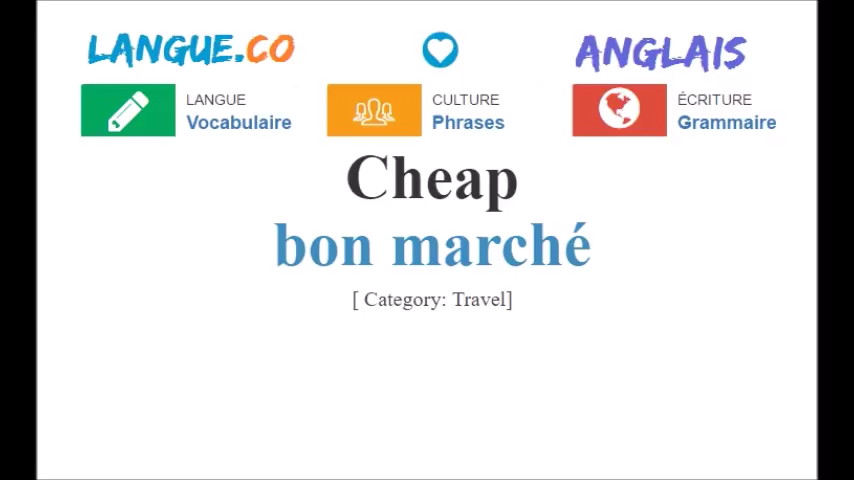 LANGUE.CO
ANGLAIS
LANGUE
Vocabulaire
CULTURE
Phrases
ÉCRITURE
Grammaire
Cheap
bon marché
[ Category: Travel]